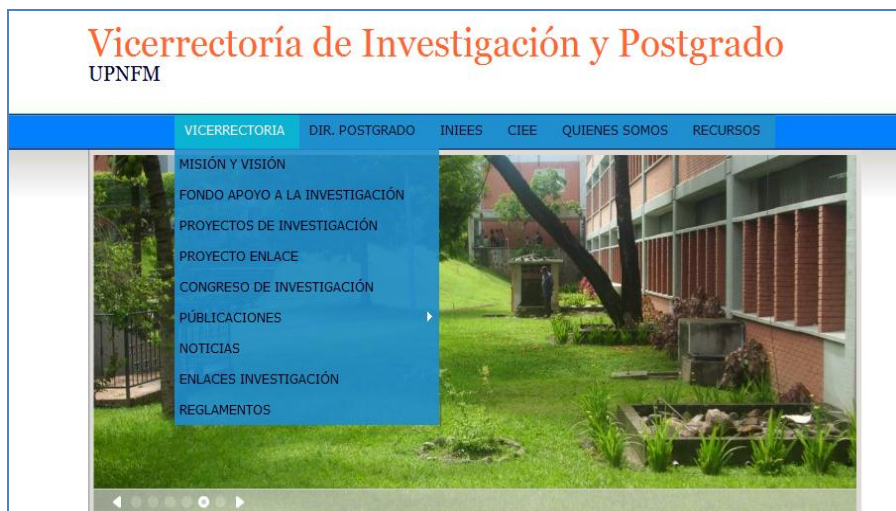 Vicerrectoría de Investigación y Postgrado
UPNFM
VICERRECTORIA DIR. POSTGRADO INIEES CIEE QUIENES SOMOS RECURSOS
MISIÓN Y VISIÓN
FONDO APOYO A LA INVESTIGACIÓN
PROYECTOS DE INVESTIGACIÓN
PROYECTO ENLACE
CONGRESO DE INVESTIGACIÓN
PÚBLICACIONES
NOTICIAS
ENLACES INVESTIGACIÓN
REGLAMENTOS